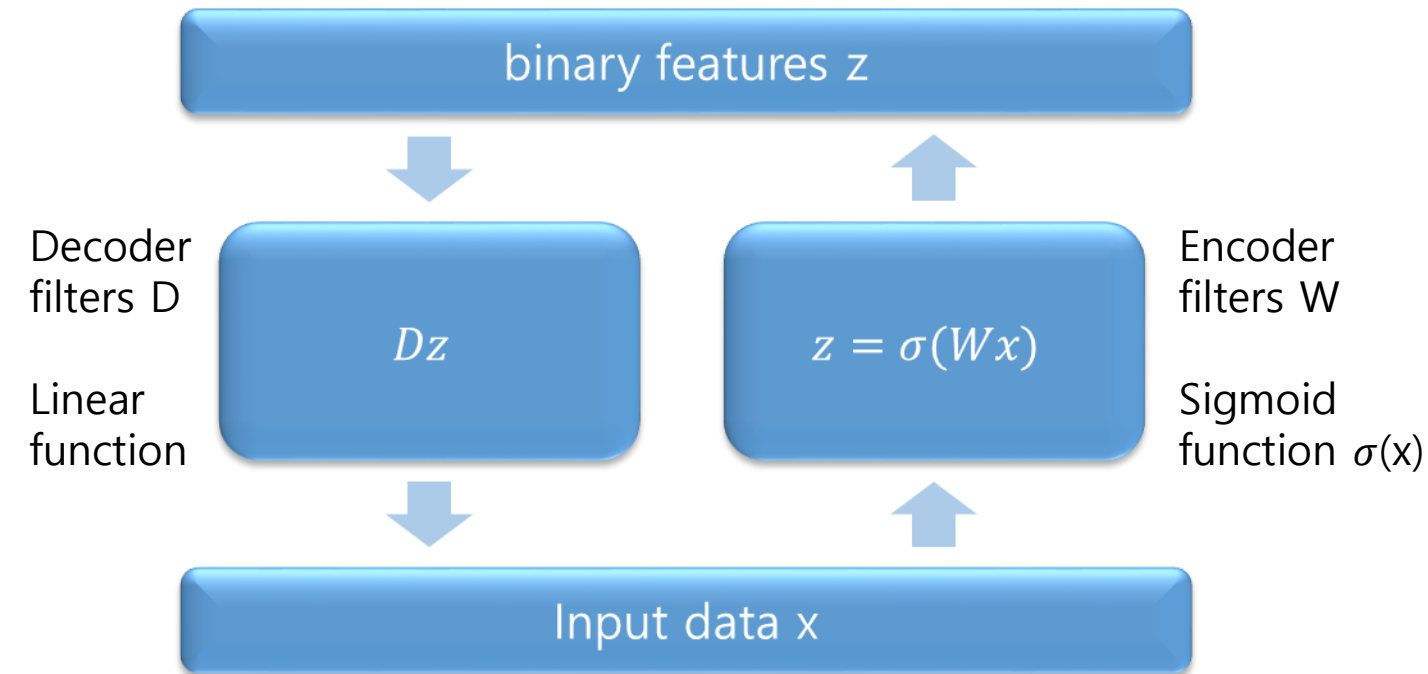 binary features z
Decoder
filters D
Linear
function
Dz
z = σ(Wx)
Encoder
filters W
Sigmoid
function σ(x)
Input data x